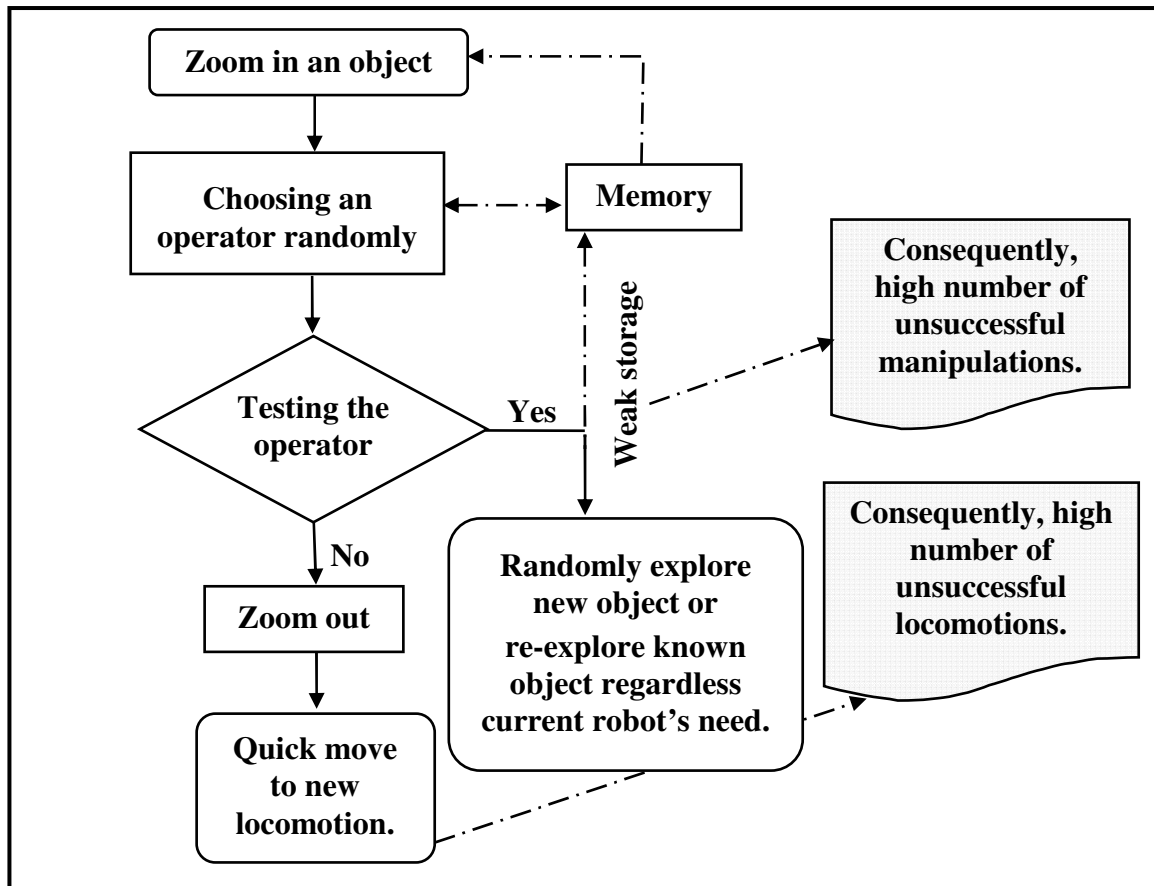 Zoom in an object
Choosing an
operator randomly
Memory
Consequently,
high number of
unsuccessful
manipulations.
Weak storage
Testing the
operator
Yes
No
Consequently, high
number of
unsuccessful
locomotions.
Randomly explore
new object or
re-explore known
object regardless
current robot’s need.
Zoom out
Quick move
to new
locomotion.